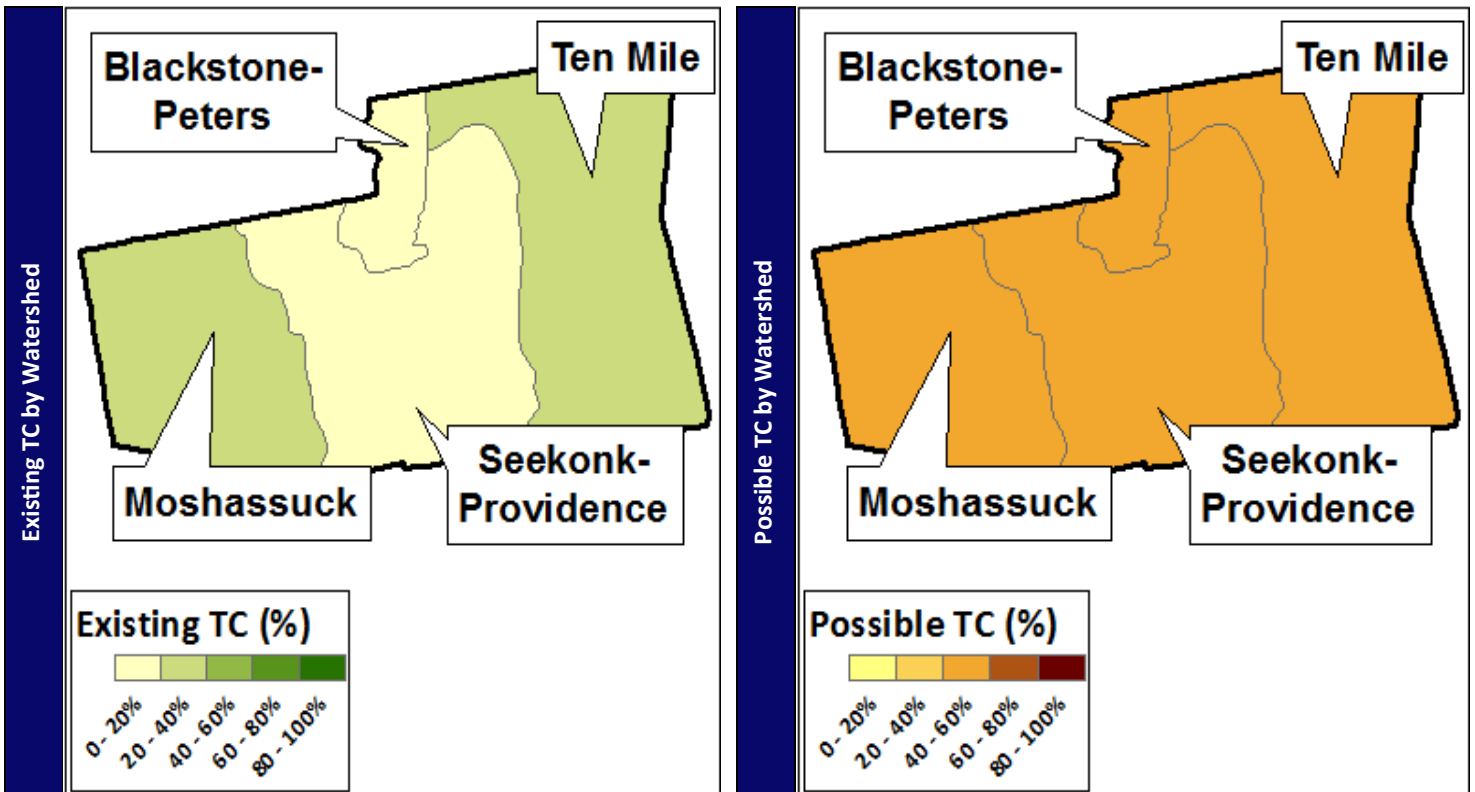 Existing TC by Watershed
Blackstone-
Peters
Ten Mile
Moshassuck
Seekonk-
Providence
Existing TC (%)
0 - 20%
20 - 40%
40 - 60%
60 - 80%
80 - 100%
Possible TC by Watershed
Blackstone-
Peters
Ten Mile
Moshassuck
Seekonk-
Providence
Possible TC (%)
0 - 20%
20 - 40%
40 - 60%
60 - 80%
80 - 100%